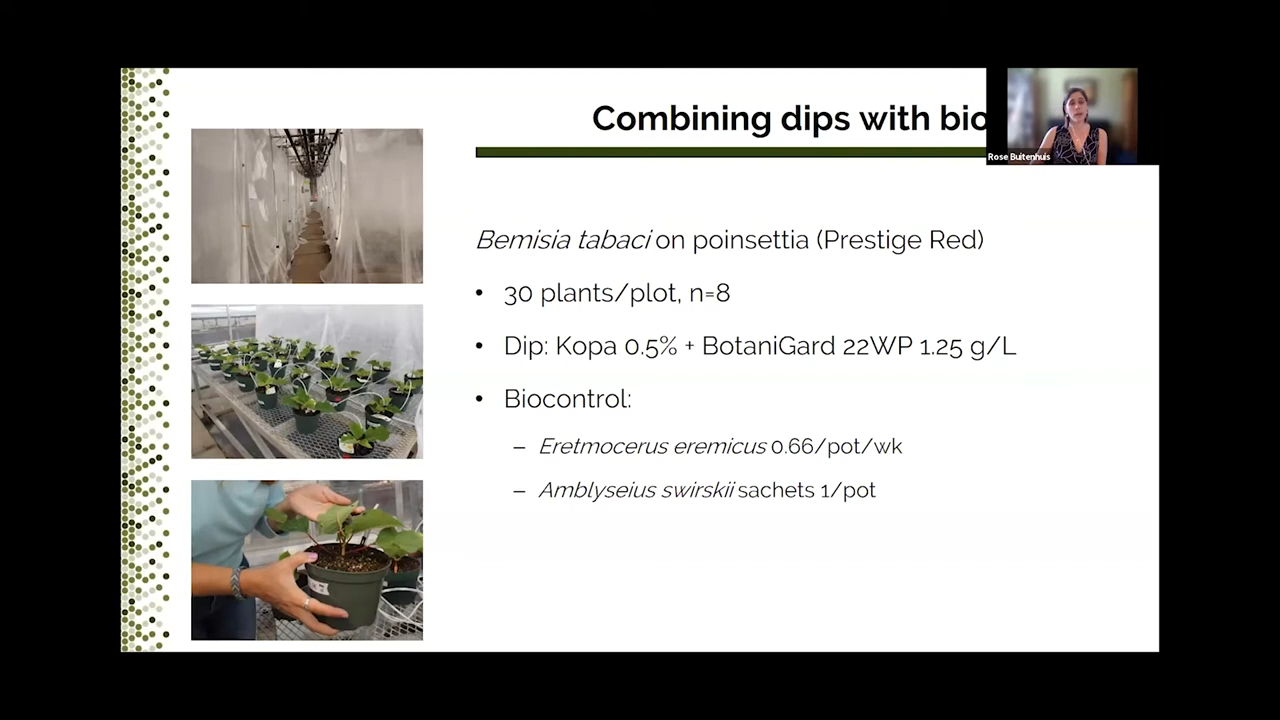 Combining dips with bio
Rose Buitenhuis
Bemisia tabaci on poinsettia (Prestige Red)
• 30 plants/plot, n=8
• Dip: Kopa 0.5% + BotaniGard 22WP 1.25 g/L
• Biocontrol:
– Eretmocerus eremicus 0.66/pot/wk
– Amblyseius swirskii sachets 1/pot